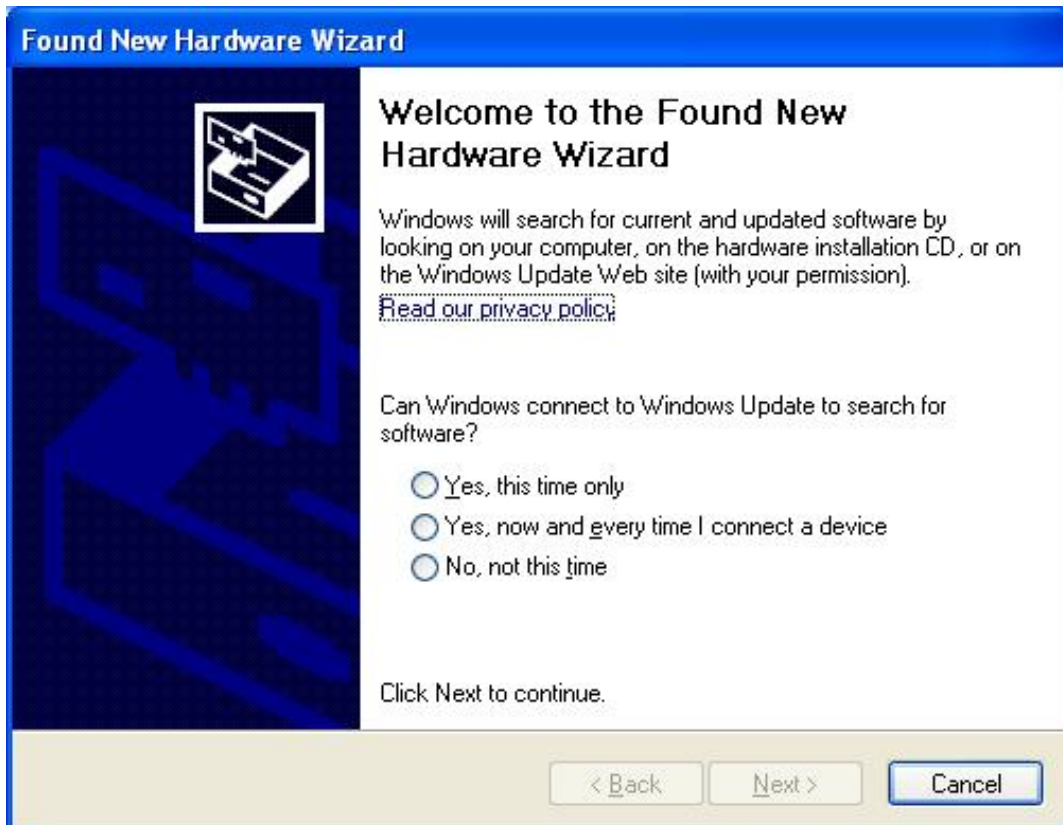 Found New Hardware Wizard
Welcome to the Found New
Hardware Wizard
Windows will search for current and updated software by
looking on your computer, on the hardware installation CD, or on
the Windows Update Web site (with your permission).
Read our privacy policy
Can Windows connect to Windows Update to search for
software?
Yes, this time only
Yes, now and every time I connect a device
No, not this time
Click Next to continue.
< Back
Next >
Cancel